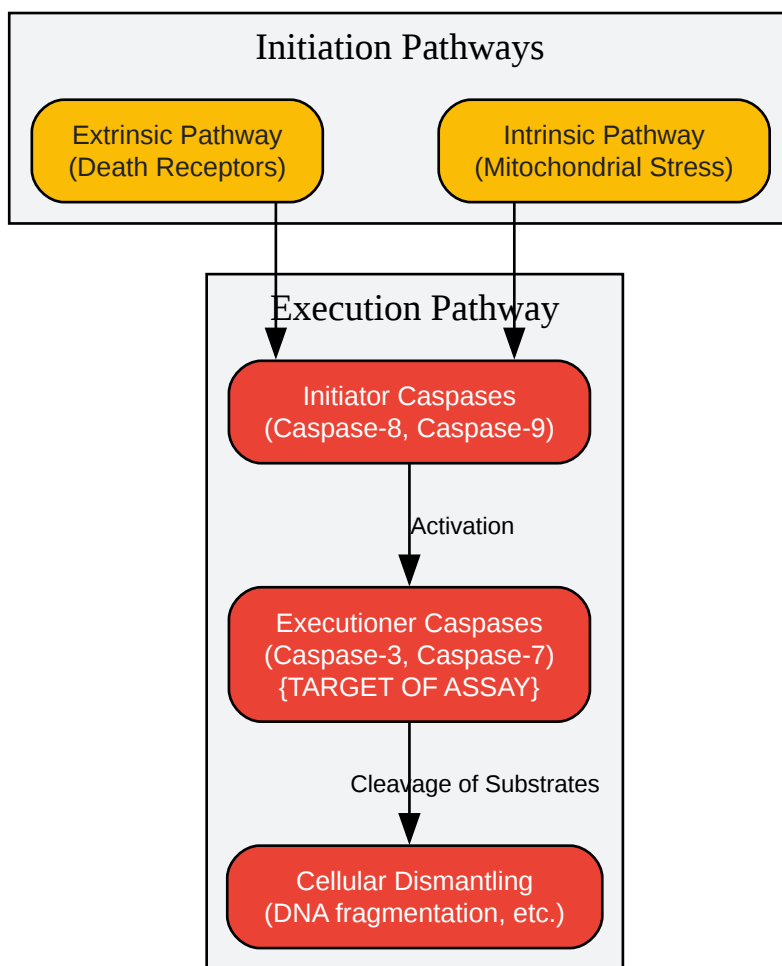 Initiation Pathways
Extrinsic Pathway
(Death Receptors)
Intrinsic Pathway
(Mitochondrial Stress)
Execution Pathway
Initiator Caspases
(Caspase-8, Caspase-9)
Activation
Executioner Caspases
(Caspase-3, Caspase-7)
{TARGET OF ASSAY}
Cleavage of Substrates
Cellular Dismantling
(DNA fragmentation, etc.)